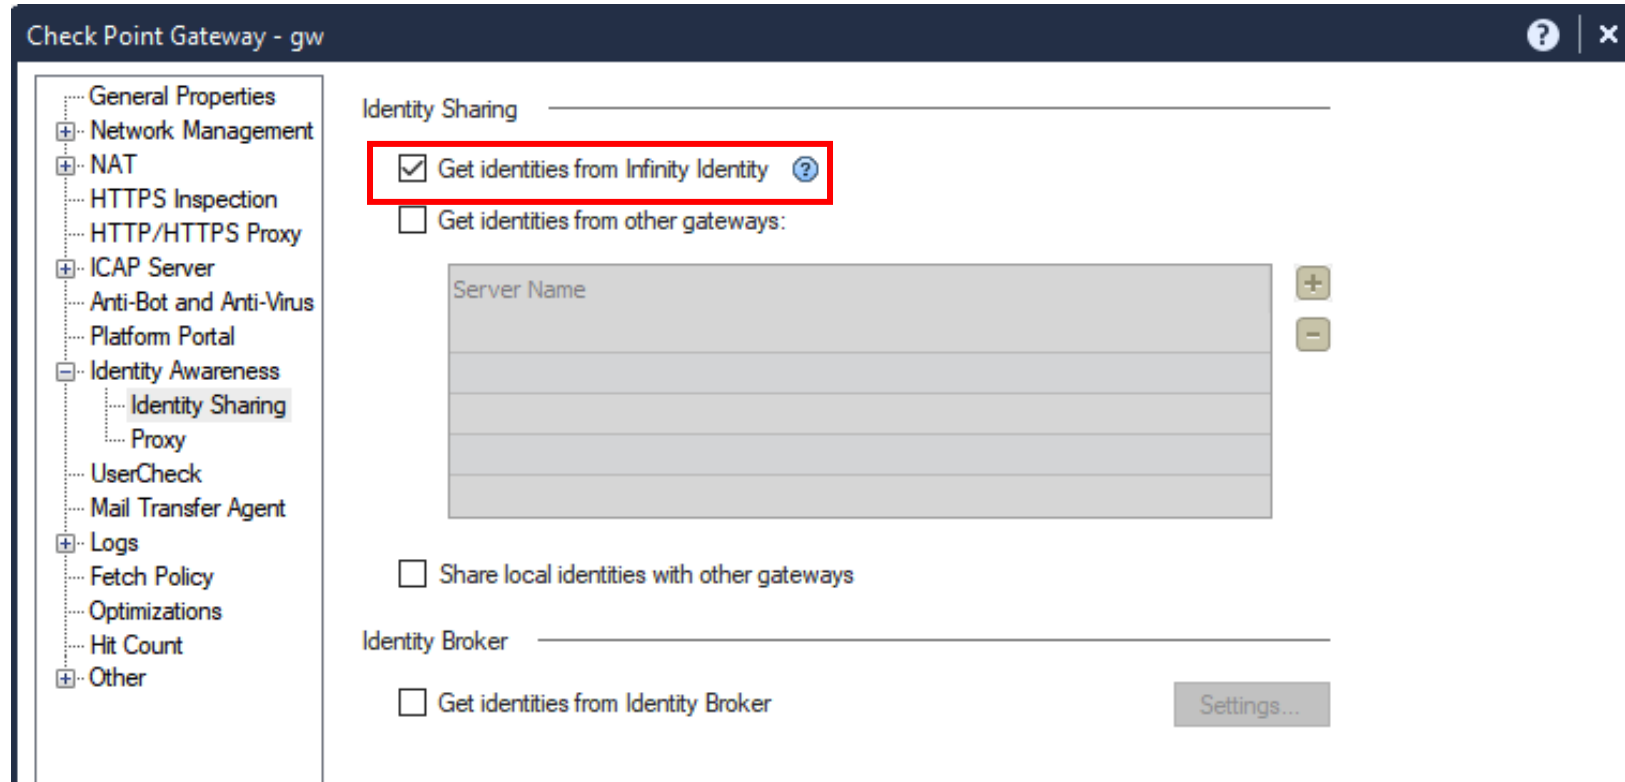 Check Point Gateway - gw
General Properties
Network Management
NAT
HTTPS Inspection
HTTP/HTTPS Proxy
ICAP Server
Anti-Bot and Anti-Virus
Platform Portal
Identity Awareness
Identity Sharing
Proxy
UserCheck
Mail Transfer Agent
Logs
Fetch Policy
Optimizations
Hit Count
Other
Identity Sharing
Get identities from Infinity Identity
Get identities from other gateways:
Server Name
Share local identities with other gateways
Identity Broker
Get identities from Identity Broker
Settings...